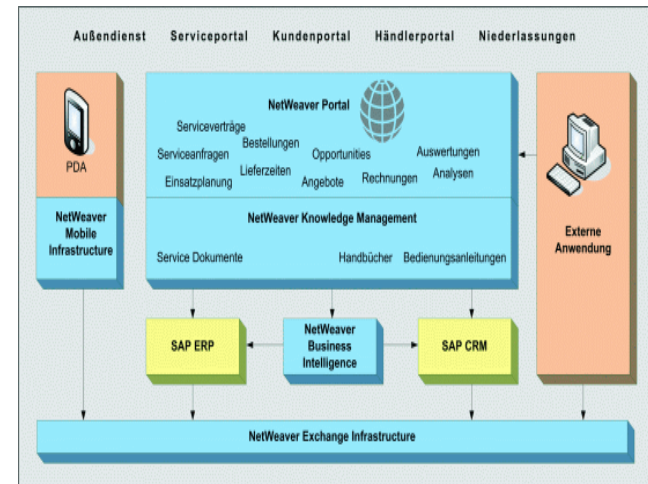 Außendienst Serviceportal Kundenportal Händlerportal Niederlassungen
PDA
NetWeaver
Mobile
Infrastructure
NetWeaver Portal
Serviceverträge
Bestellungen
Serviceanfragen
Opportunities
Auswertungen
Lieferzeiten
Einsatzplanung
Angebote
Rechnungen
Analysen
NetWeaver Knowledge Management
Service Dokumente
Handbücher
Bedienungsanleitungen
Externe
Anwendung
SAP ERP
NetWeaver
Business
Intelligence
SAP CRM
NetWeaver Exchange Infrastructure